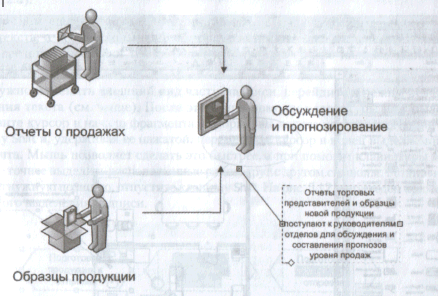 Отчеты о продажах
Обсуждение
и прогнозирование
Отчеты торговых
представителей и образцы
новой продукции
поступают к руководителям
отделов для обсуждения и
составления прогнозов
уровня продаж
Образцы продукции